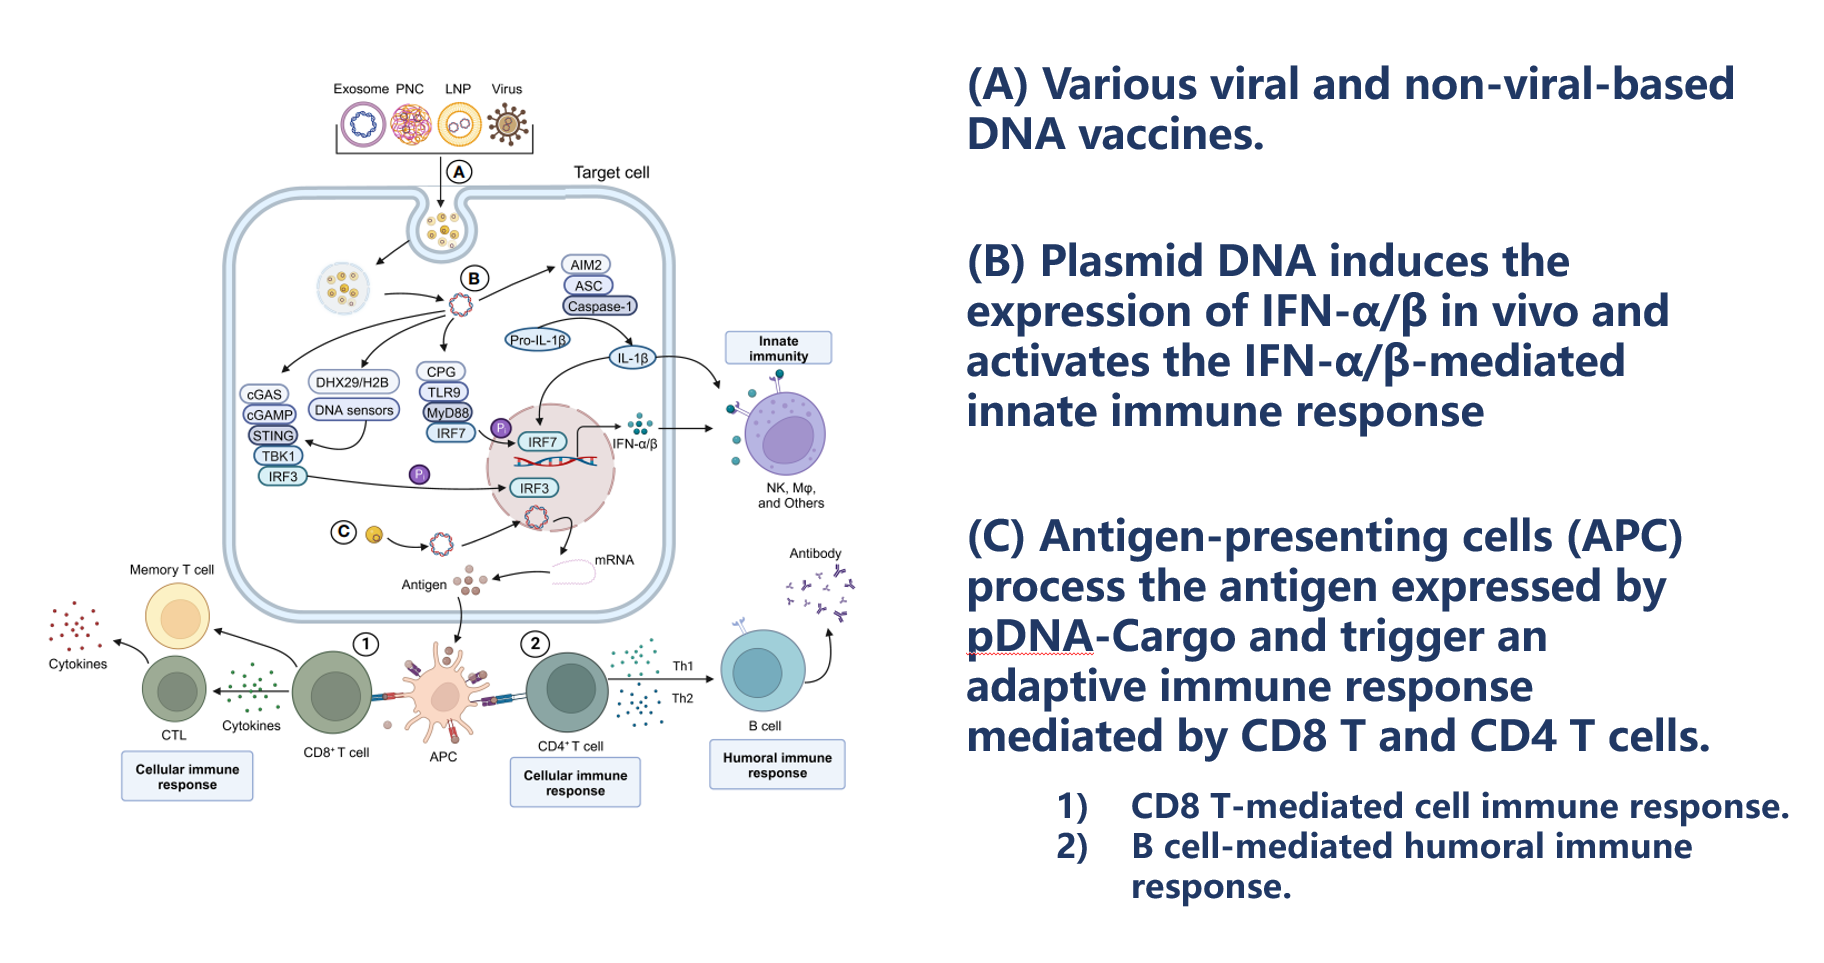 Exosome PNC LNP Virus
A
Target cell
B
AIM2
ASC
Caspase-1
Pro-IL-1β
IL-1β
Innate
immunity
CPG
DHX29/H2B
TLR9
cGAS
DNA sensors
MyD88
cGAMP
STING
IRF7
Pi
IRF7
IFN-α/β
TBK1
IRF3
Pi
IRF3
NK, Mφ,
and Others
C
mRNA
Antibody
Antigen
Memory T cell
Cytokines
1
2
Th1
Th2
Cytokines
CTL
CD8⁺ T cell
APC
CD4⁺ T cell
B cell
Cellular immune
response
Cellular immune
response
Humoral immune
response
(A) Various viral and non-viral-based
DNA vaccines.
(B) Plasmid DNA induces the
expression of IFN-α/β in vivo and
activates the IFN-α/β-mediated
innate immune response
(C) Antigen-presenting cells (APC)
process the antigen expressed by
pDNA-Cargo and trigger an
adaptive immune response
mediated by CD8 T and CD4 T cells.
1) CD8 T-mediated cell immune response.
2) B cell-mediated humoral immune
response.